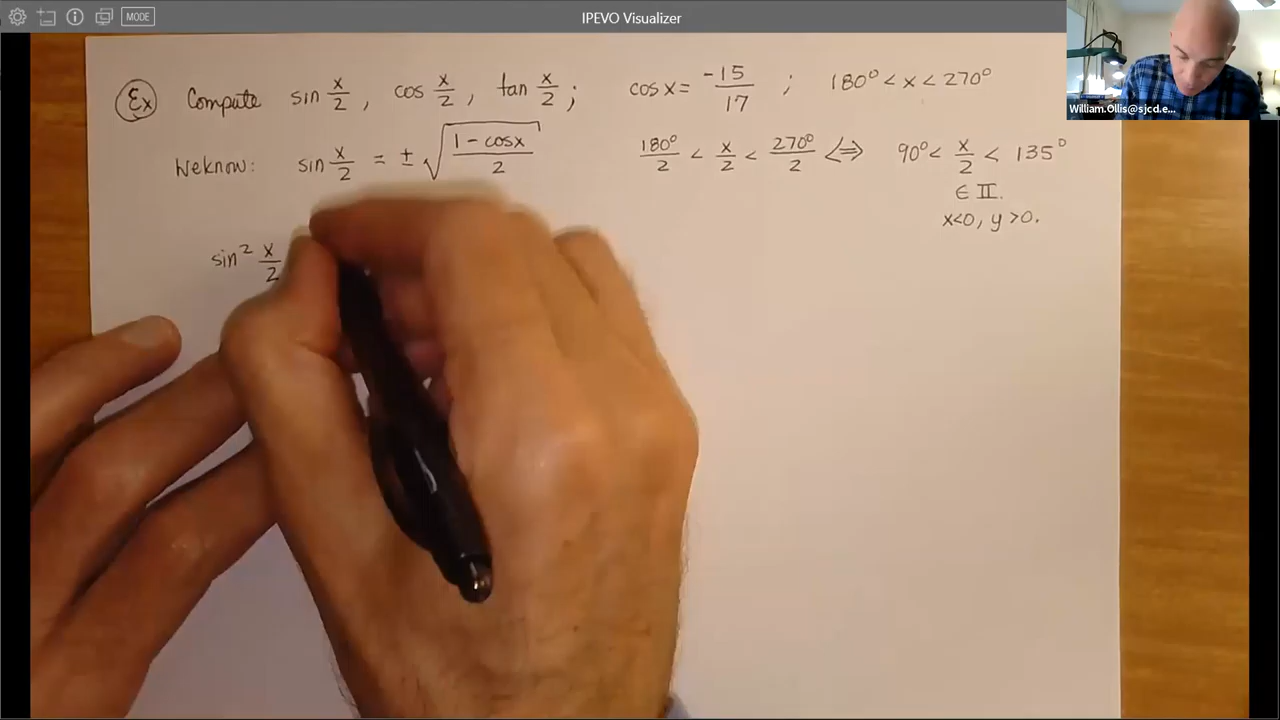 MODE
IPEVO Visualizer
William.Ollis@sjcd.e...
Ex Compute sin x/2, cos x/2, tan x/2; cos x = -15/17 ; 180° < x < 270°
We know: sin x/2 = ± √((1 - cos x)/2) 180°/2 < x/2 < 270°/2 <=> 90° < x/2 < 135°
∈ II.
x<0, y >0.
sin² x/2